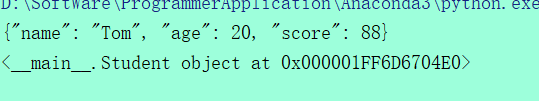 D:\SoftWare\ProgrammerApplication\Anaconda3\python.exe
{"name": "Tom", "age": 20, "score": 88}
<__main__.Student object at 0x000001FF6D6704E0>